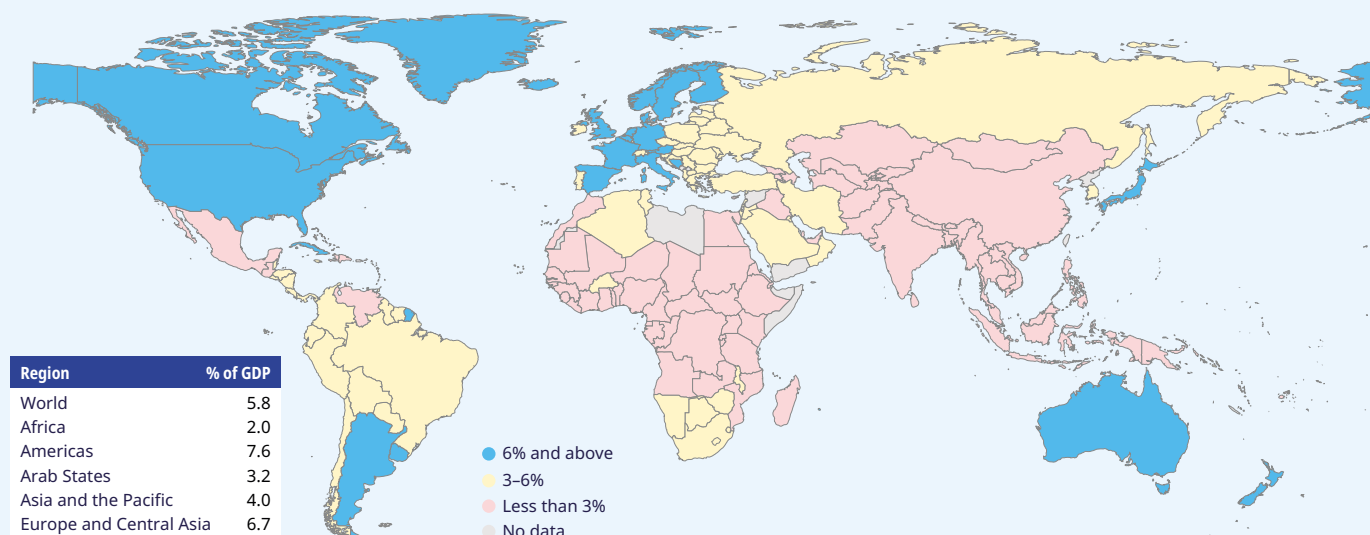 Region % of GDP
World 5.8
Africa 2.0
Americas 7.6
Arab States 3.2
Asia and the Pacific 4.0
Europe and Central Asia 6.7
6% and above
3–6%
Less than 3%
No data